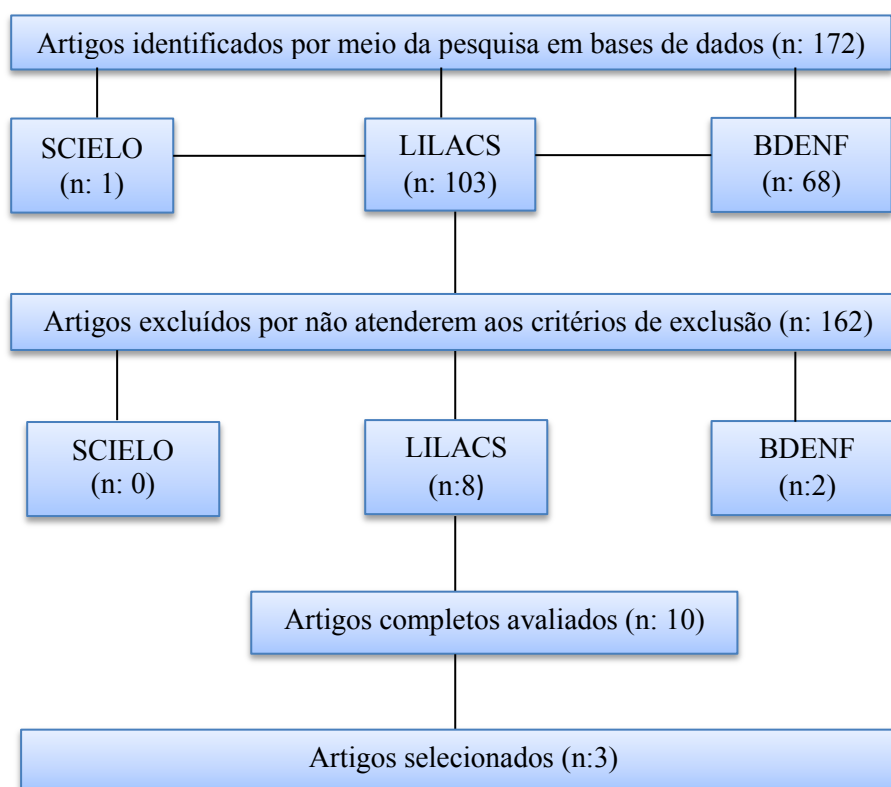 Artigos identificados por meio da pesquisa em bases de dados (n: 172)
SCIELO
(n: 1)
LILACS
(n: 103)
BDENF
(n: 68)
Artigos excluídos por não atenderem aos critérios de exclusão (n: 162)
SCIELO
(n: 0)
LILACS
(n:8)
BDENF
(n:2)
Artigos completos avaliados (n: 10)
Artigos selecionados (n:3)